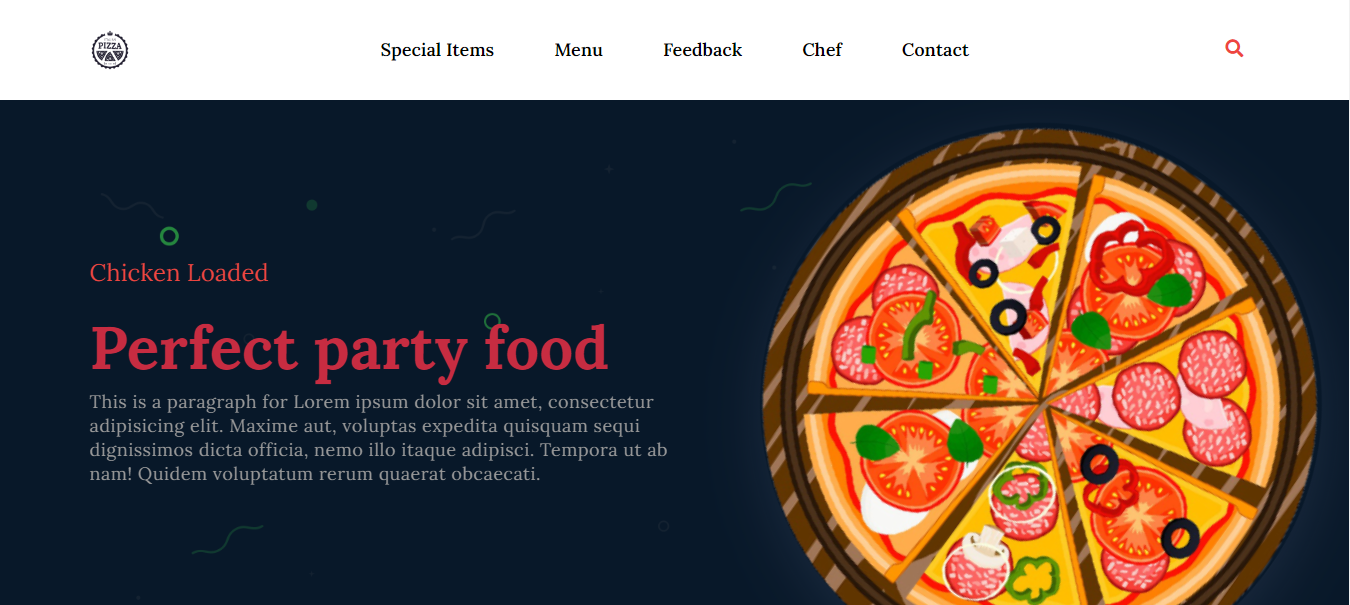 PIZZA
Special Items
Menu
Feedback
Chef
Contact
Chicken Loaded
Perfect party food
This is a paragraph for Lorem ipsum dolor sit amet, consectetur
adipisicing elit. Maxime aut, voluptas expedita quisquam sequi
dignissimos dicta officia, nemo illo itaque adipisci. Tempora ut ab
nam! Quidem voluptatum rerum quaerat obcaecati.